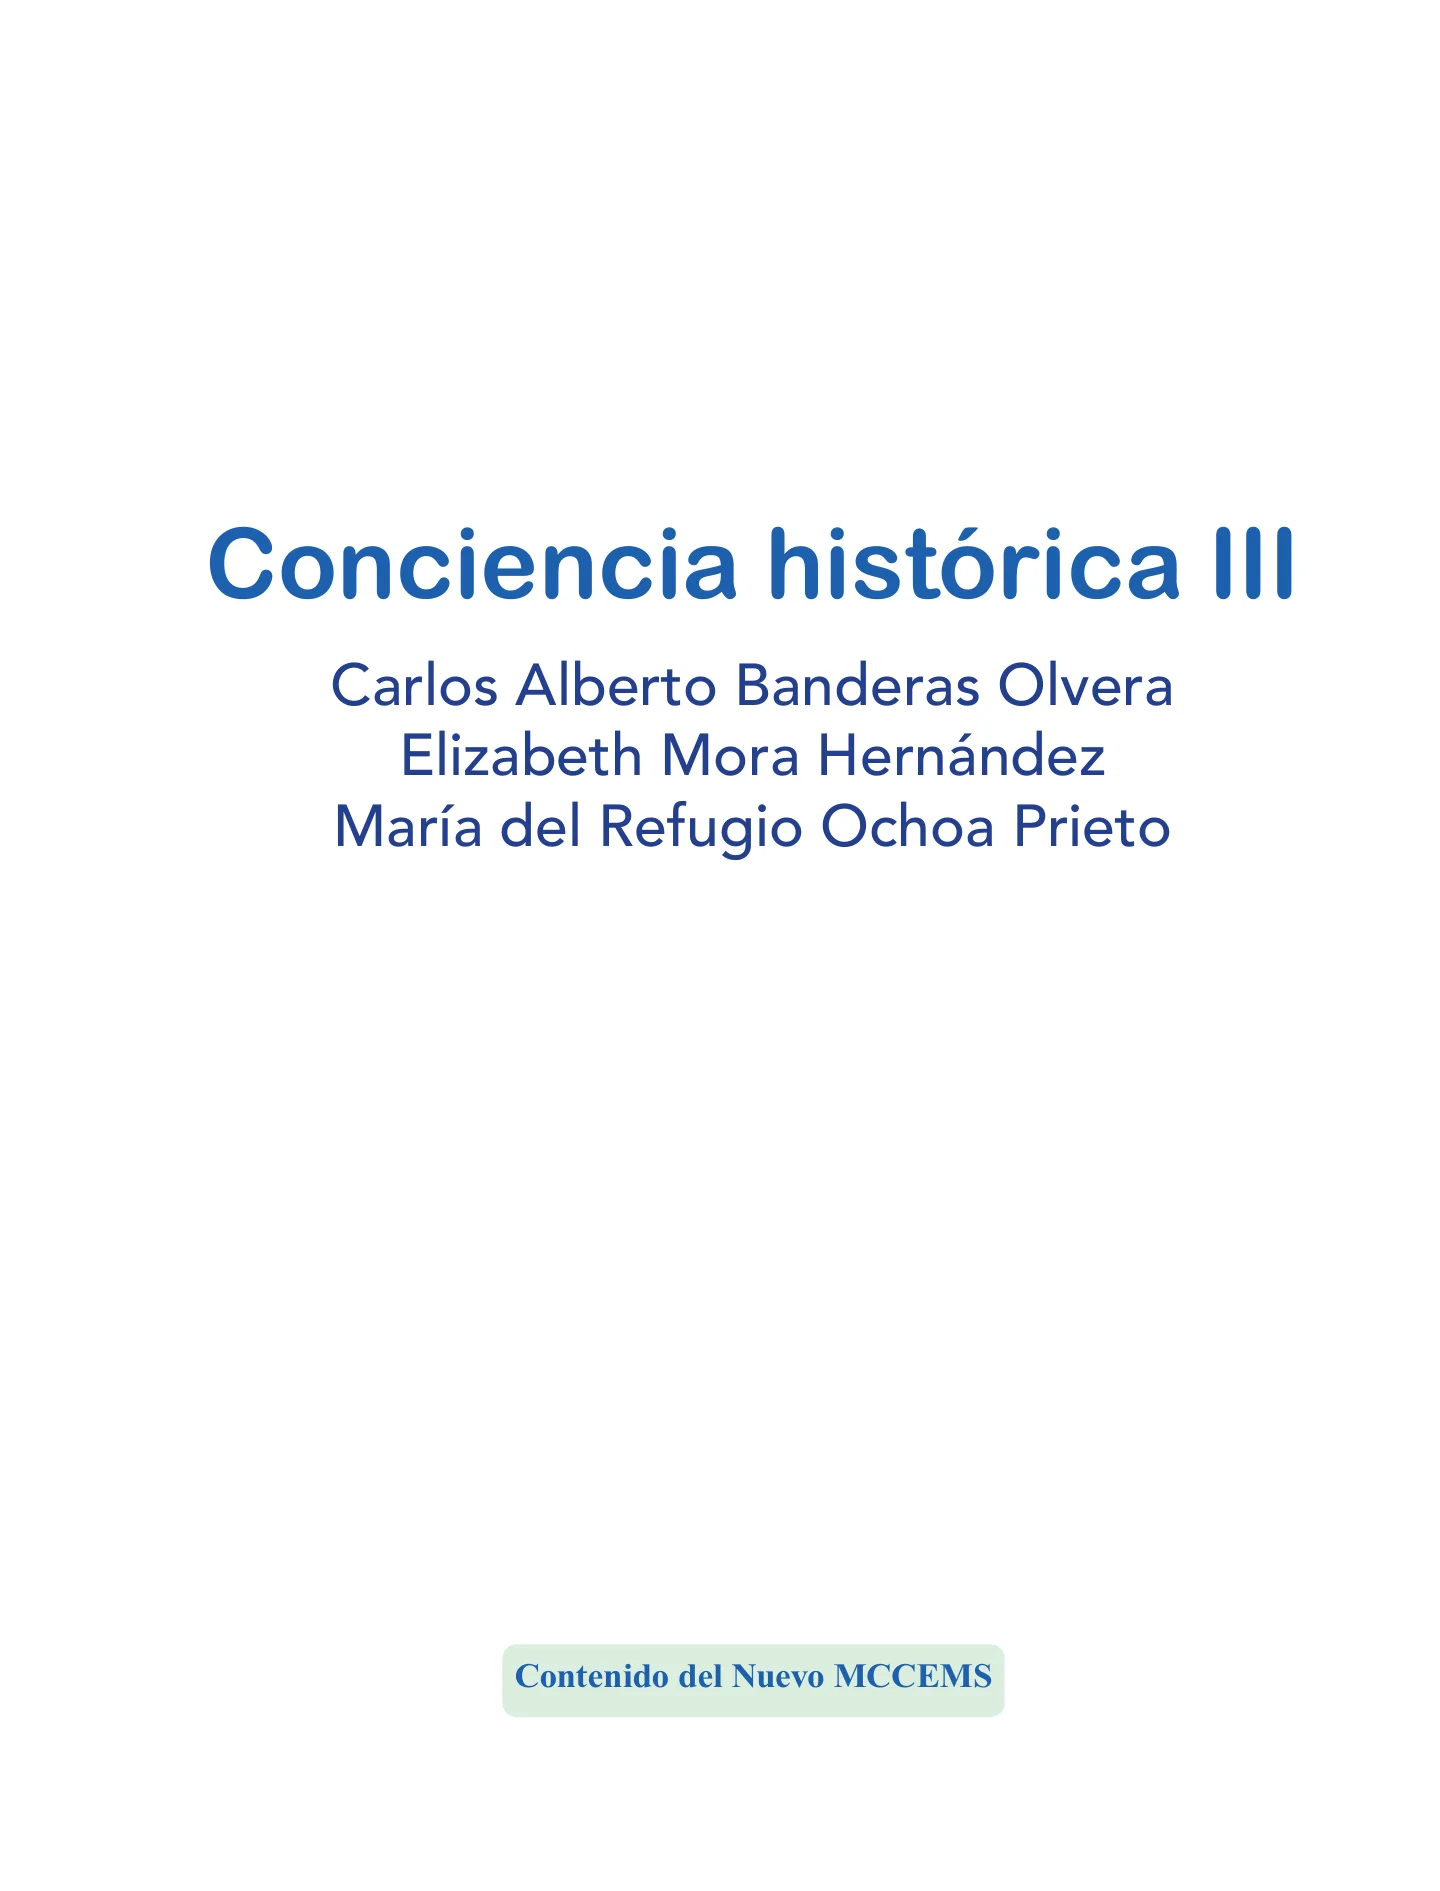 Conciencia histórica III
Carlos Alberto Banderas Olvera
Elizabeth Mora Hernández
María del Refugio Ochoa Prieto
Contenido del Nuevo MCCEMS